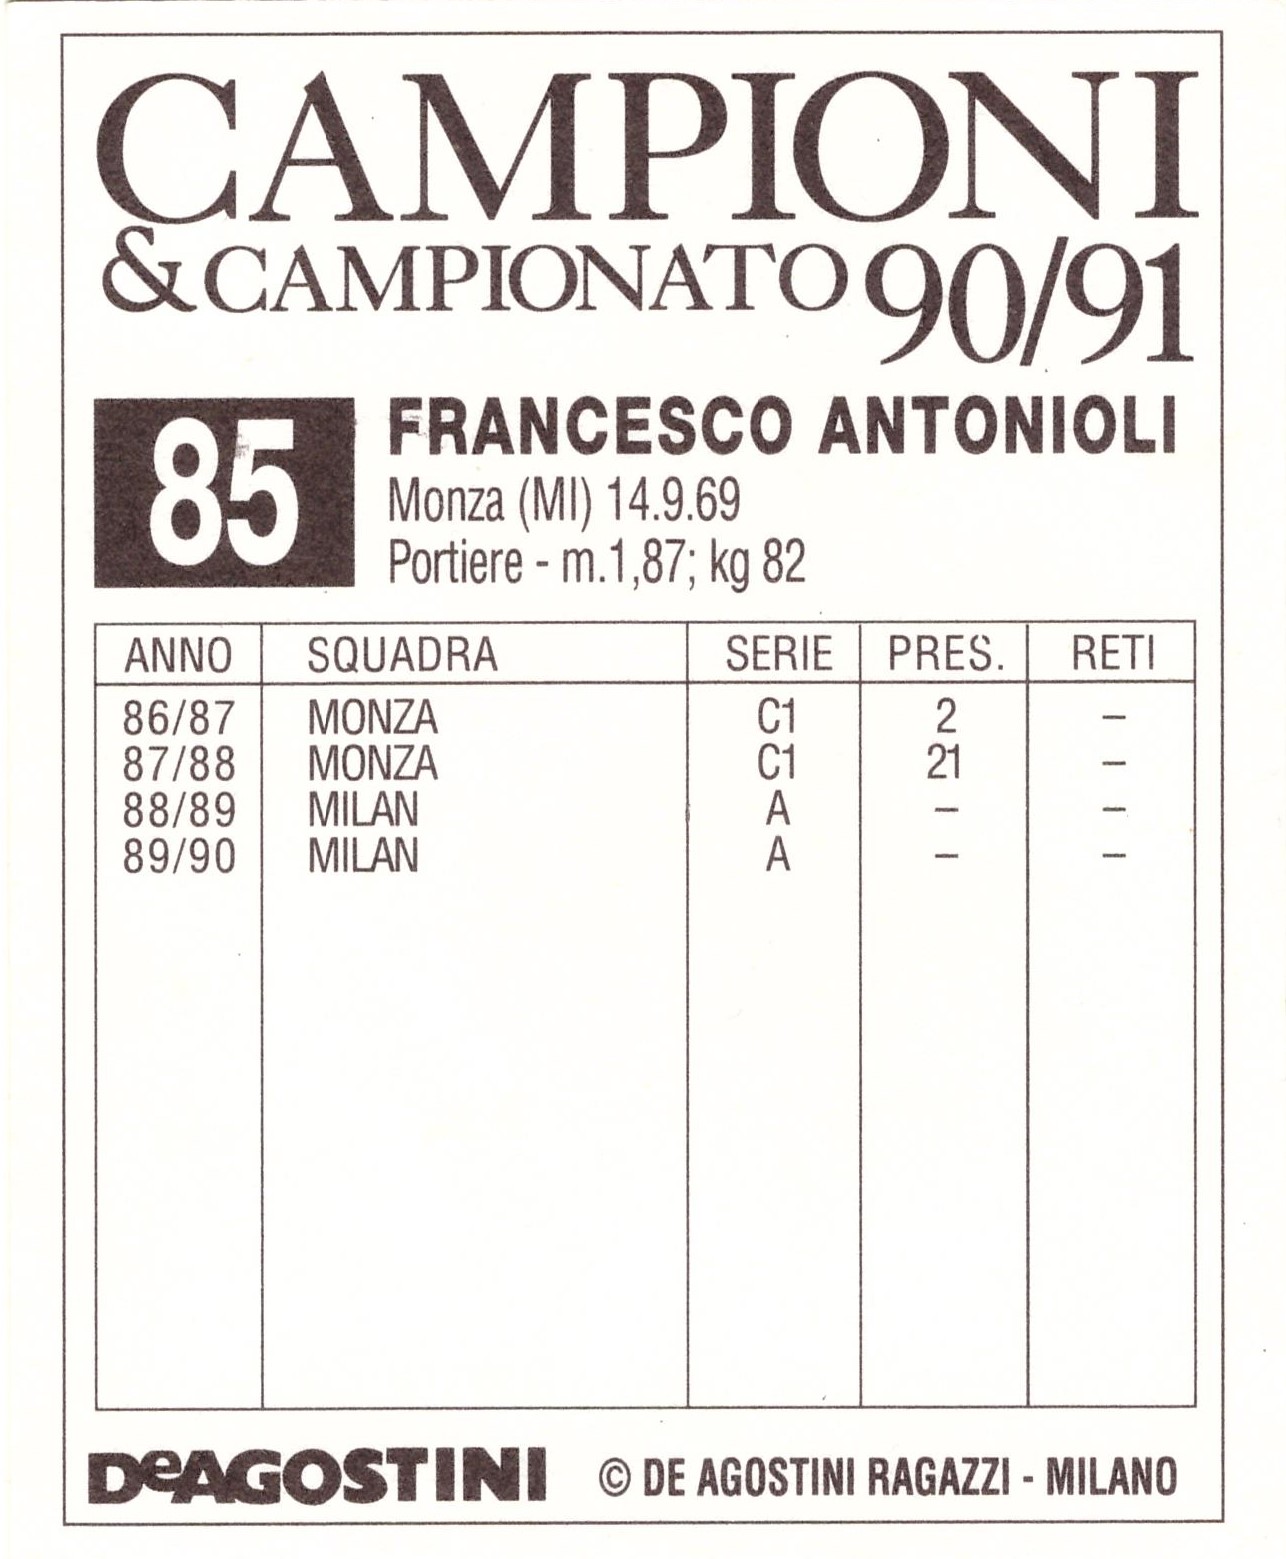 CAMPIONI
& CAMPIONATO 90/91
85 FRANCESCO ANTONIOLI
Monza (MI) 14.9.69
Portiere - m.1,87; kg 82
ANNO SQUADRA SERIE PRES. RETI
86/87 MONZA C1 2 –
87/88 MONZA C1 21 –
88/89 MILAN A – –
89/90 MILAN A – –
DeAGOSTINI © DE AGOSTINI RAGAZZI - MILANO